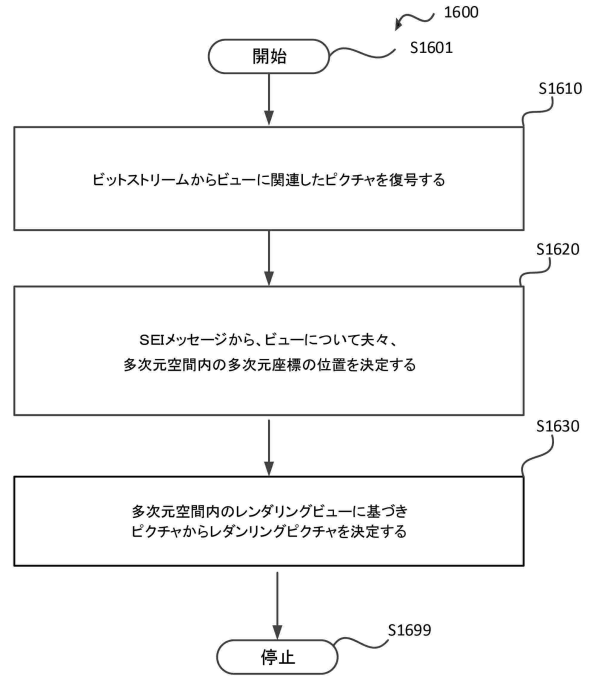 1600
開始
S1601
S1610
ビットストリームからビューに関連したピクチャを復号する
S1620
SEIメッセージから、ビューについて夫々、
多次元空間内の多次元座標の位置を決定する
S1630
多次元空間内のレンダリングビューに基づき
ピクチャからレダンリングピクチャを決定する
S1699
停止